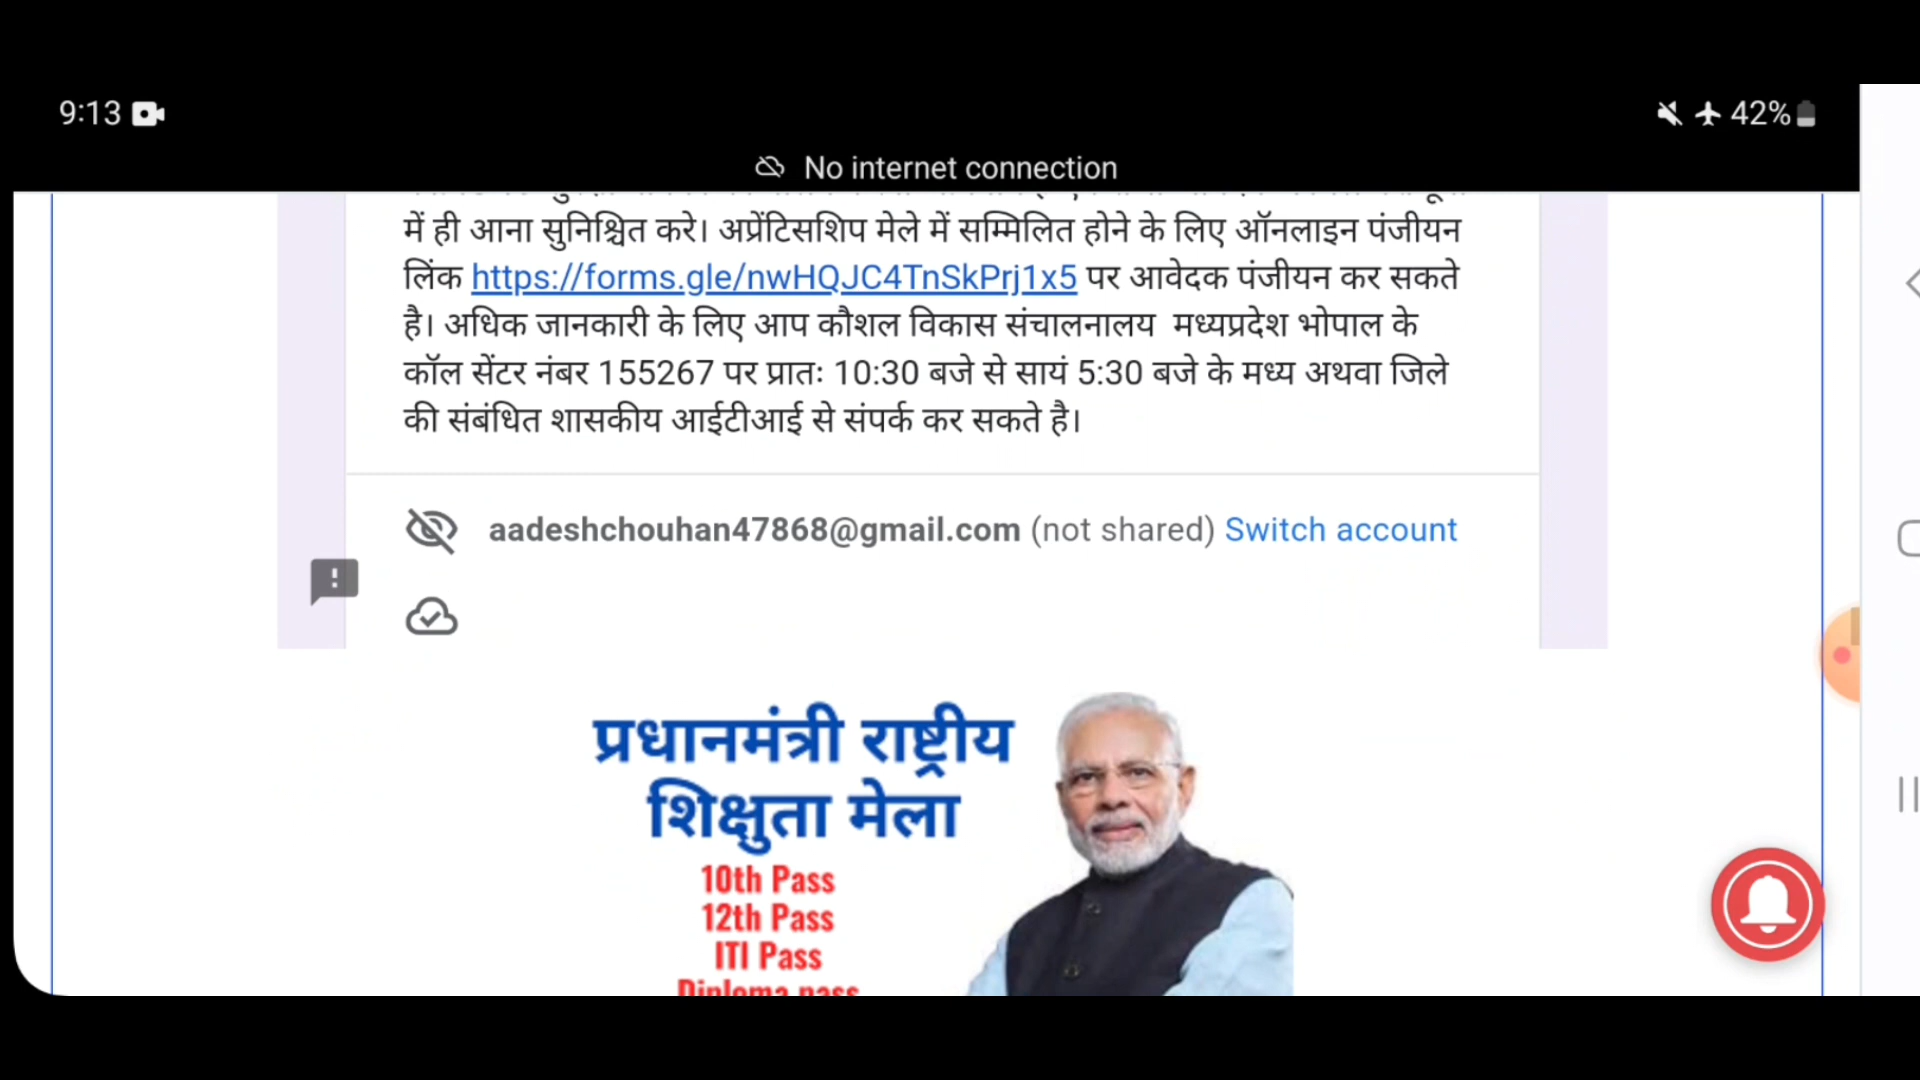 9:13
42%
No internet connection
में ही आना सुनिश्चित करे। अप्रेंटिसशिप मेले में सम्मिलित होने के लिए ऑनलाइन पंजीयन
लिंक https://forms.gle/nwHQJC4TnSkPrj1x5 पर आवेदक पंजीयन कर सकते
है। अधिक जानकारी के लिए आप कौशल विकास संचालनालय मध्यप्रदेश भोपाल के
कॉल सेंटर नंबर 155267 पर प्रातः 10:30 बजे से सायं 5:30 बजे के मध्य अथवा जिले
की संबंधित शासकीय आईटीआई से संपर्क कर सकते है।
aadeshchouhan47868@gmail.com (not shared) Switch account
प्रधानमंत्री राष्ट्रीय
शिक्षुता मेला
10th Pass
12th Pass
ITI Pass
Diploma pass